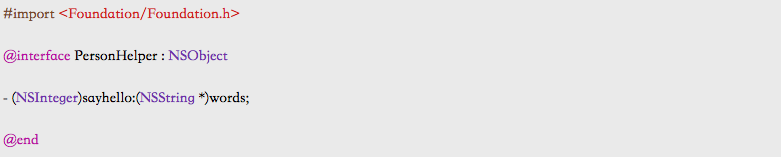 #import <Foundation/Foundation.h>
@interface PersonHelper : NSObject
- (NSInteger)sayhello:(NSString *)words;
@end